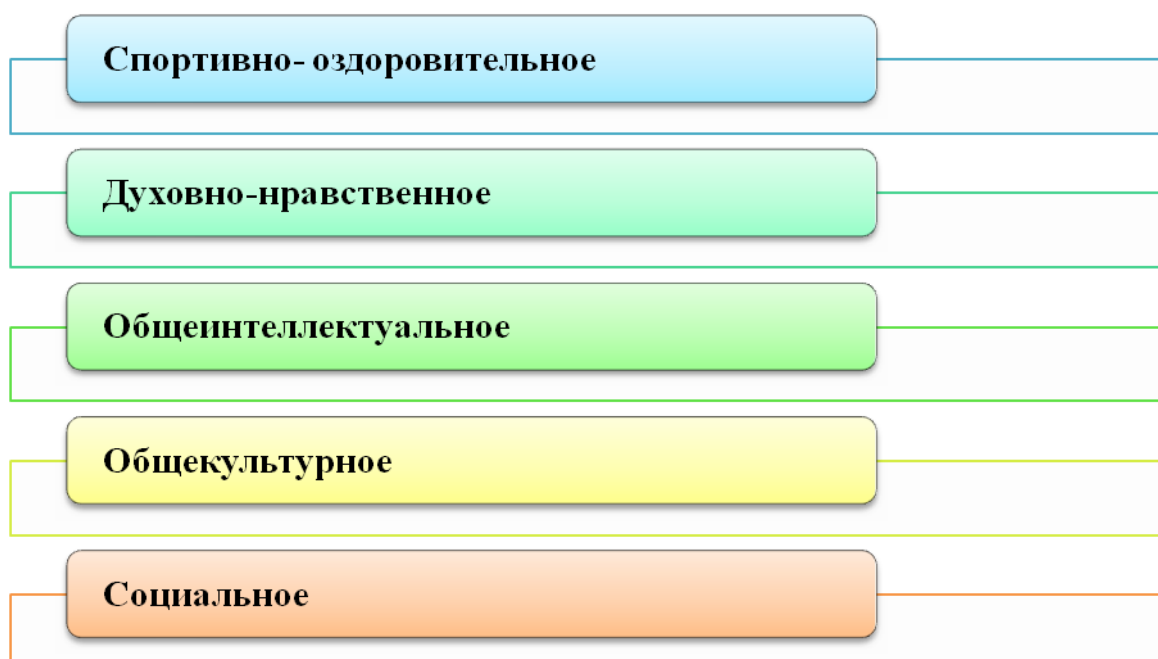 Спортивно- оздоровительное
Духовно-нравственное
Общеинтеллектуальное
Общекультурное
Социальное